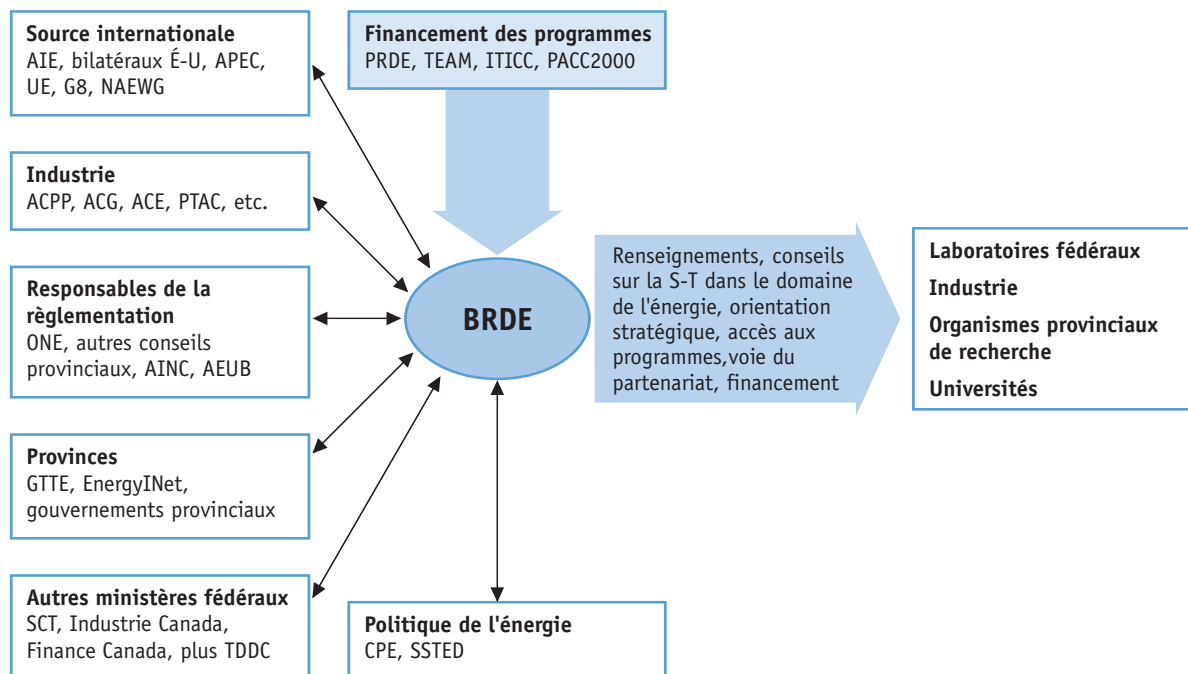 Source internationale
AIE, bilatéraux É-U, APEC,
UE, G8, NAEWG
Financement des programmes
PRDE, TEAM, ITICC, PACC2000
Industrie
ACPP, ACG, ACE, PTAC, etc.
Responsables de la
règlementation
ONE, autres conseils
provinciaux, AINC, AEUB
BRDE
Renseignements, conseils
sur la S-T dans le domaine
de l'énergie, orientation
stratégique, accès aux
programmes,voie du
partenariat, financement
Laboratoires fédéraux
Industrie
Organismes provinciaux
de recherche
Universités
Provinces
GTTE, EnergyINet,
gouvernements provinciaux
Autres ministères fédéraux
SCT, Industrie Canada,
Finance Canada, plus TDDC
Politique de l'énergie
CPE, SSTED